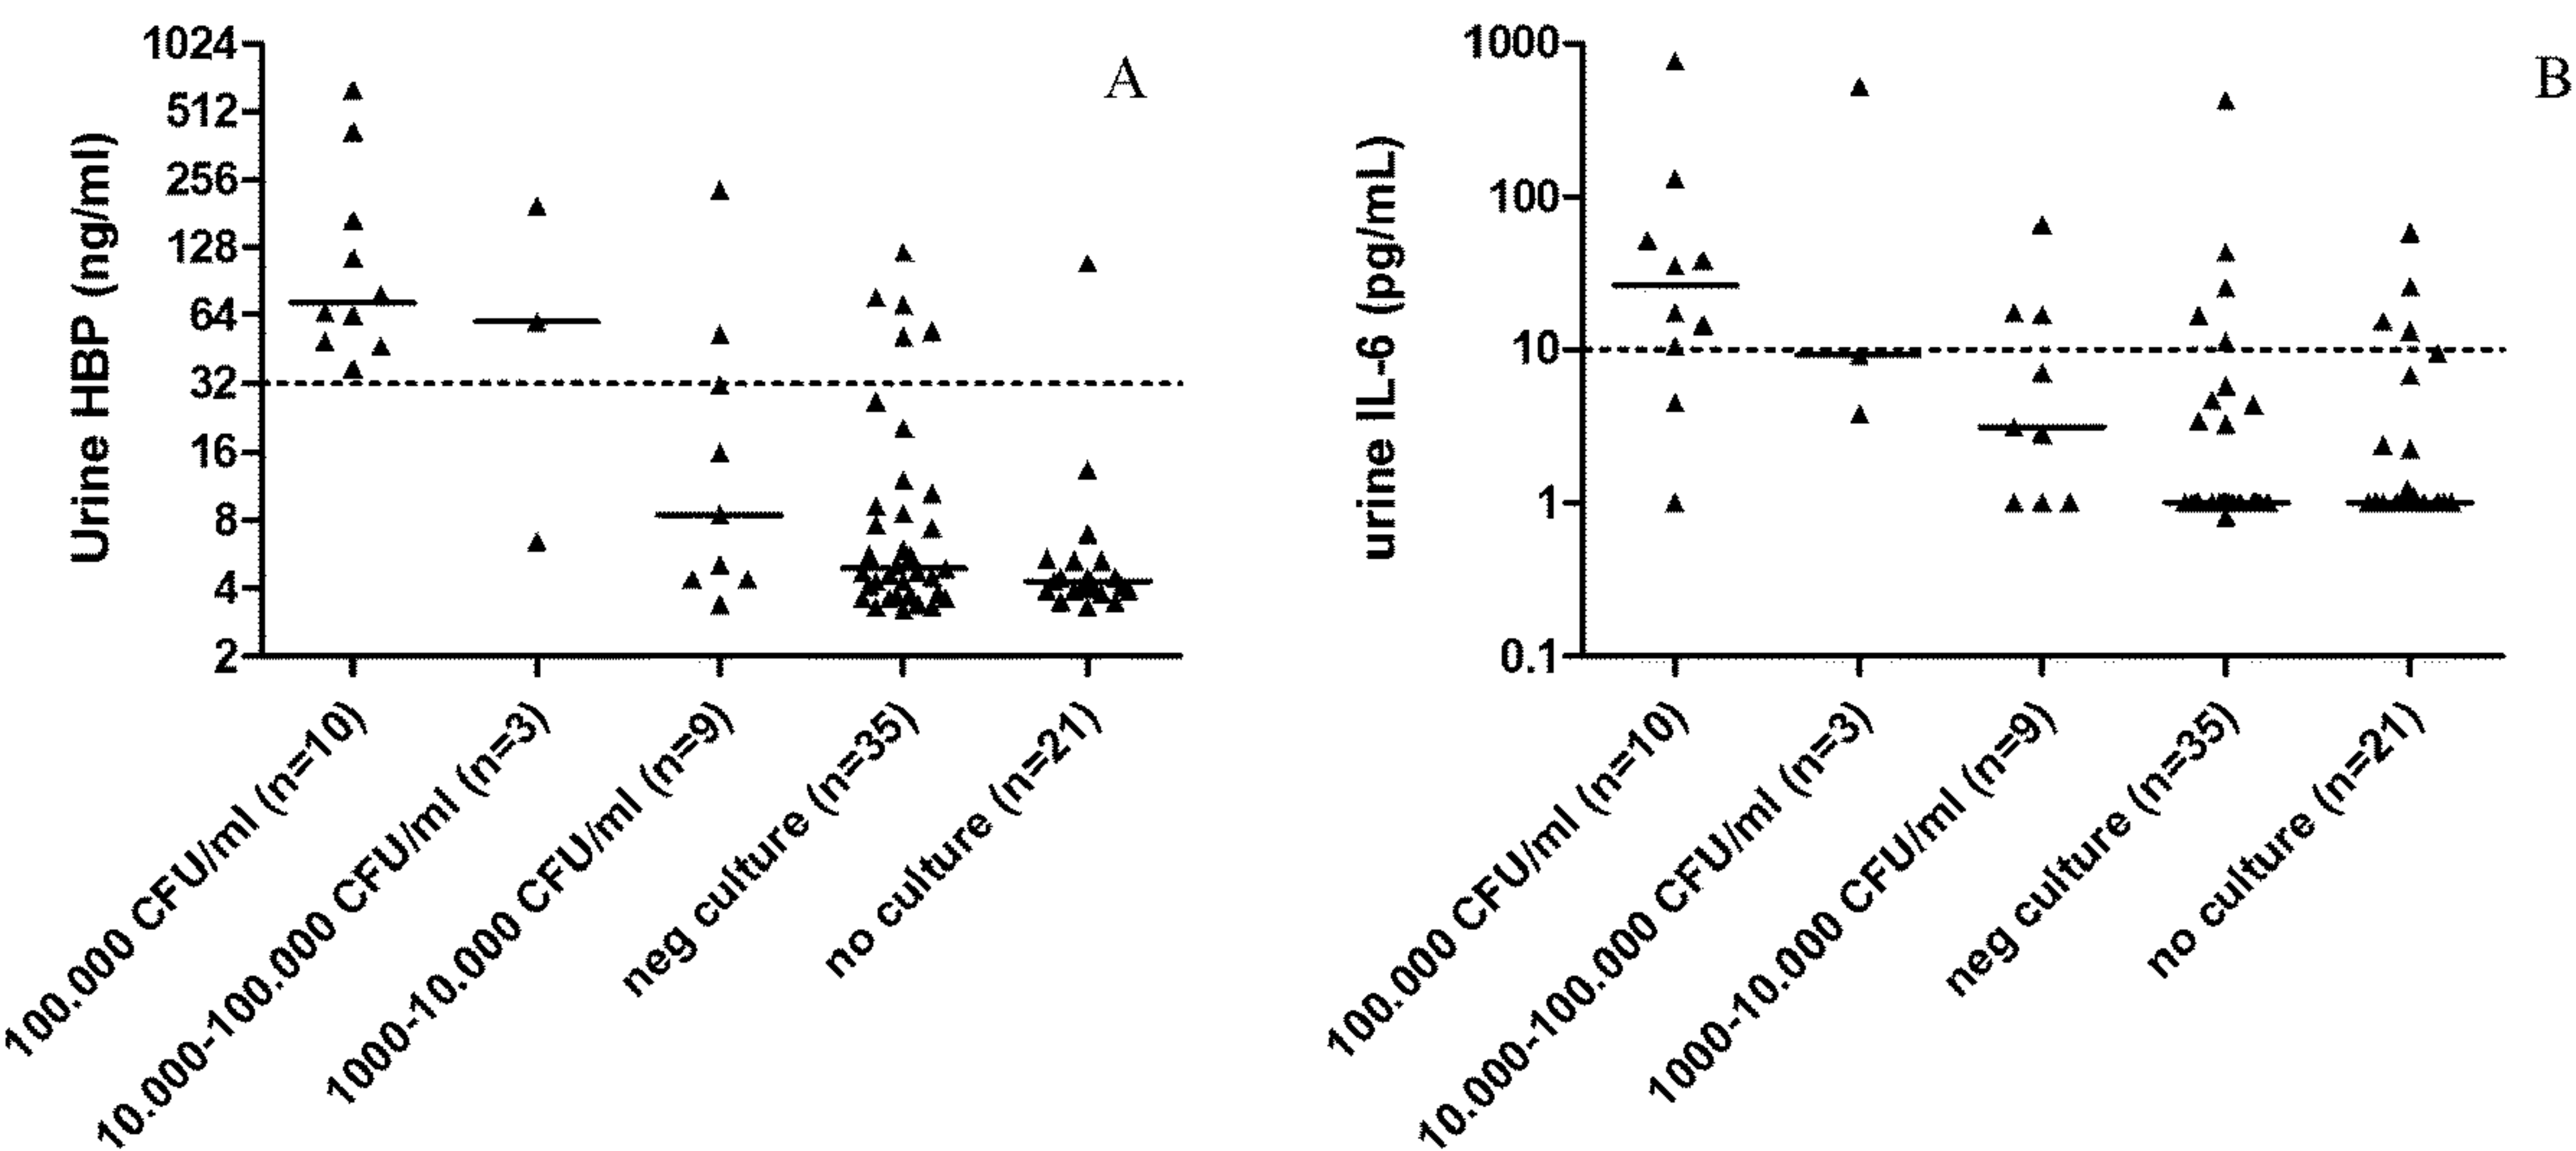 A
Urine HBP (ng/ml)
1024
512
256
128
64
32
16
8
4
2
100.000 CFU/ml (n=10)
10.000-100.000 CFU/ml (n=3)
1000-10.000 CFU/ml (n=9)
neg culture (n=35)
no culture (n=21)
B
urine IL-6 (pg/mL)
1000
100
10
1
0.1
100.000 CFU/ml (n=10)
10.000-100.000 CFU/ml (n=3)
1000-10.000 CFU/ml (n=9)
neg culture (n=35)
no culture (n=21)